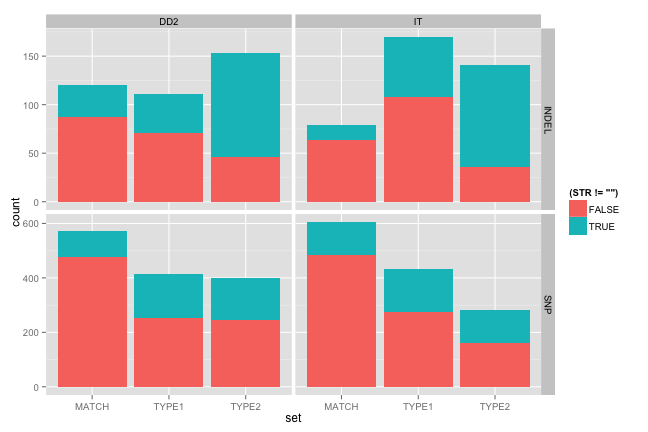 DD2
IT
150
100
50
0
INDEL
600
400
200
0
SNP
count
MATCH
TYPE1
TYPE2
MATCH
TYPE1
TYPE2
set
(STR != "")
FALSE
TRUE